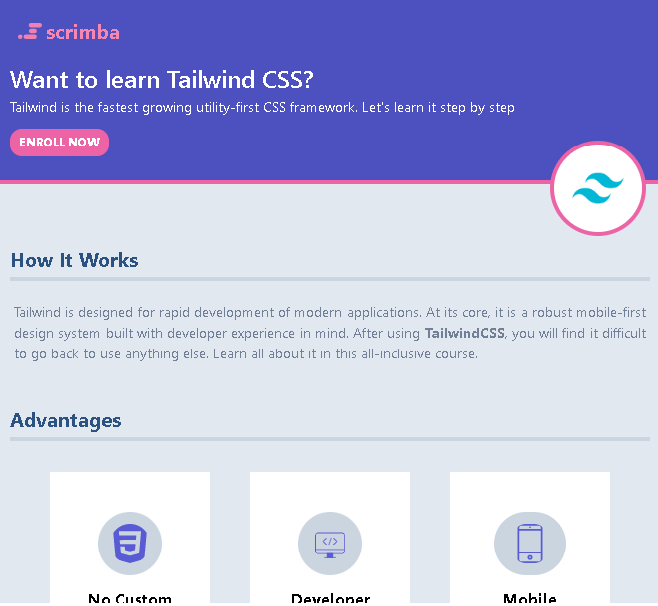 scrimba
Want to learn Tailwind CSS?
Tailwind is the fastest growing utility-first CSS framework. Let's learn it step by step
ENROLL NOW
How It Works
Tailwind is designed for rapid development of modern applications. At its core, it is a robust mobile-first
design system built with developer experience in mind. After using TailwindCSS, you will find it difficult
to go back to use anything else. Learn all about it in this all-inclusive course.
Advantages
3
</>
No Custom
Developer
Mobile